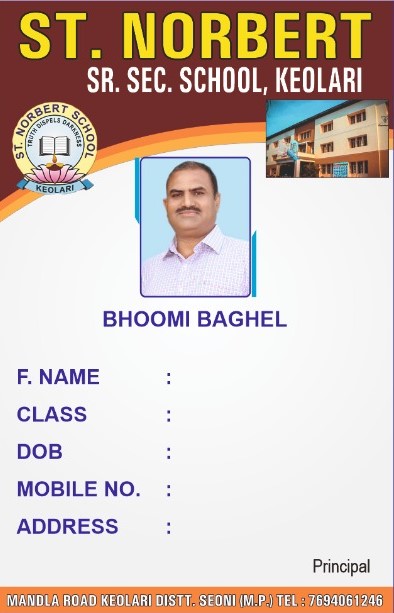 ST. NORBERT
SR. SEC. SCHOOL, KEOLARI
ST. NORBERT SCHOOL
TRUTH DISPELS DARKNESS
KEOLARI
BHOOMI BAGHEL
F. NAME :
CLASS :
DOB :
MOBILE NO. :
ADDRESS :
Principal
MANDLA ROAD KEOLARI DISTT. SEONI (M.P.) TEL : 7694061246